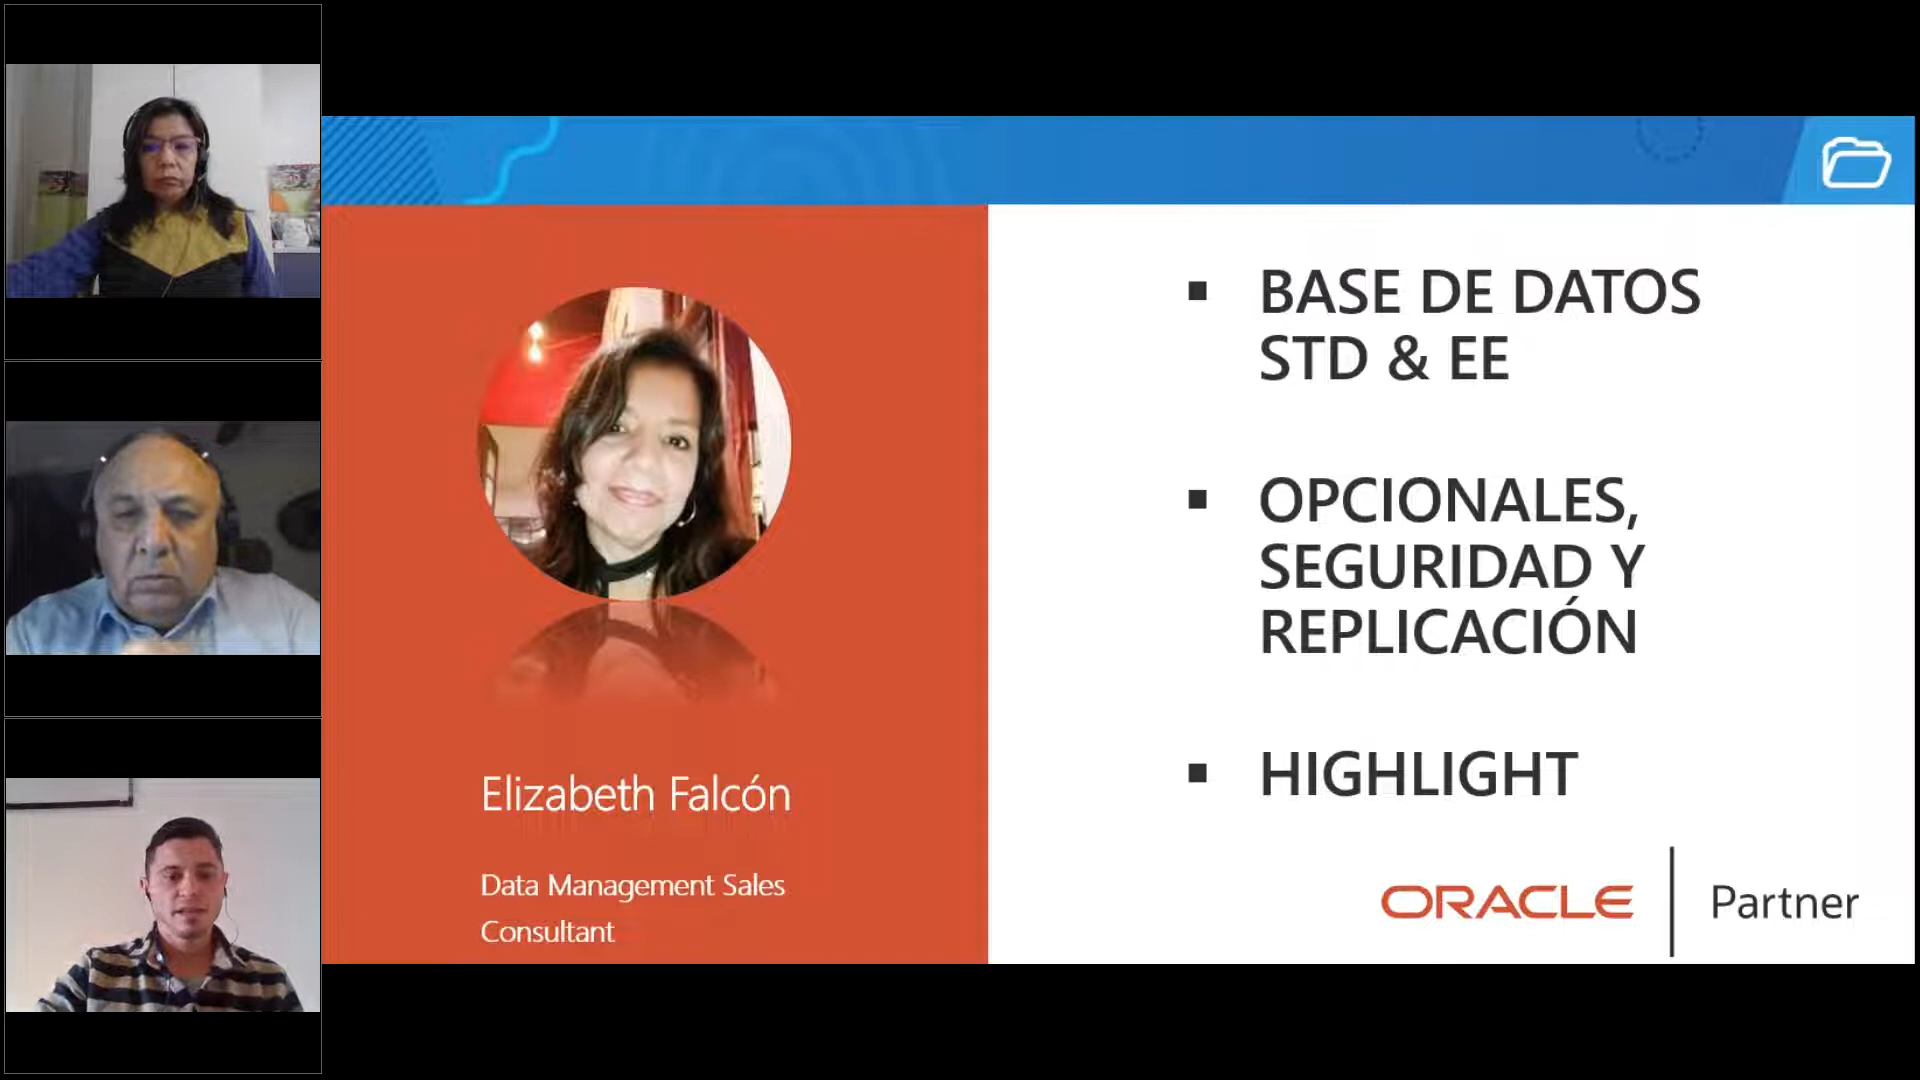 Elizabeth Falcón
Data Management Sales
Consultant
▪ BASE DE DATOS
STD & EE
▪ OPCIONALES,
SEGURIDAD Y
REPLICACIÓN
▪ HIGHLIGHT
ORACLE | Partner